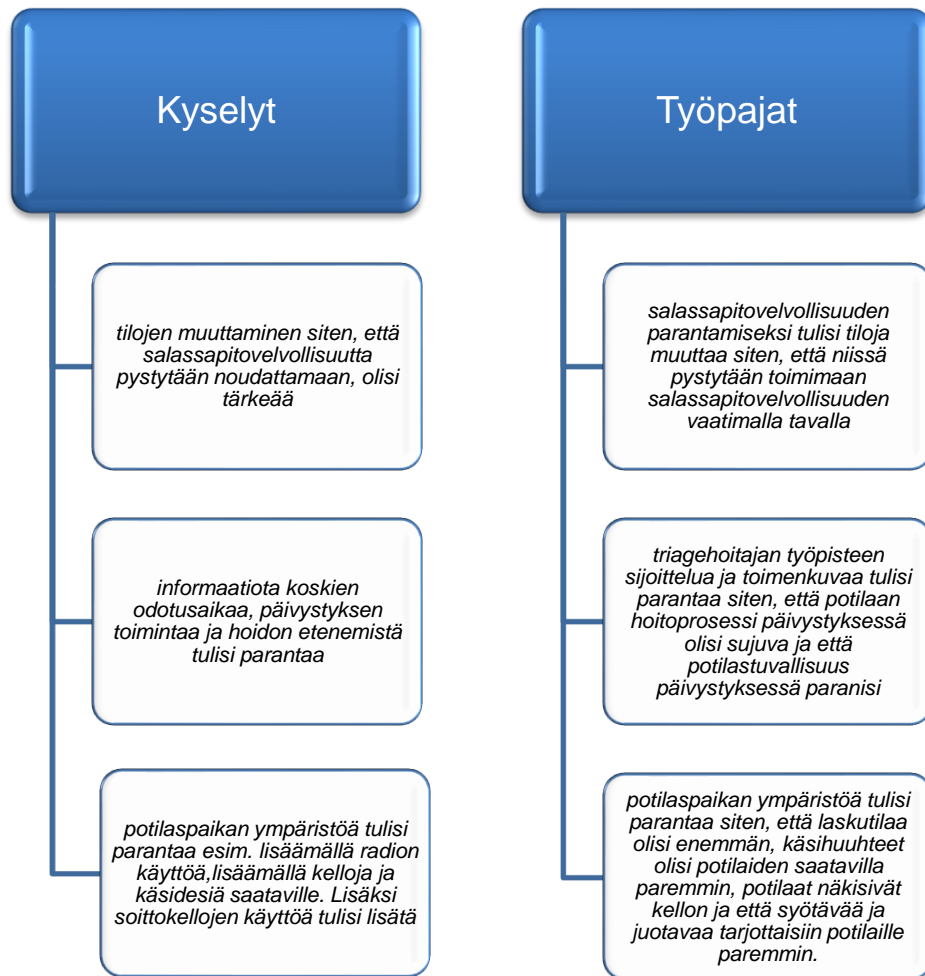 Kyselyt
tilojen muuttaminen siten, että
salassapitovelvollisuutta
pystytään noudattamaan, olisi
tärkeää
informaatiota koskien
odotusaikaa, päivystyksen
toimintaa ja hoidon etenemistä
tulisi parantaa
potilaspaikan ympäristöä tulisi
parantaa esim. lisäämällä radion
käyttöä,lisäämällä kelloja ja
käsidesiä saataville. Lisäksi
soittokellojen käyttöä tulisi lisätä
Työpajat
salassapitovelvollisuuden
parantamiseksi tulisi tiloja
muuttaa siten, että niissä
pystytään toimimaan
salassapitovelvollisuuden
vaatimalla tavalla
triagehoitajan työpisteen
sijoittelua ja toimenkuvaa tulisi
parantaa siten, että potilaan
hoitoprosessi päivystyksessä
olisi sujuva ja että
potilastuvallisuus
päivystyksessä paranisi
potilaspaikan ympäristöä tulisi
parantaa siten, että laskutilaa
olisi enemmän, käsihuuhteet
olisi potilaiden saatavilla
paremmin, potilaat näkisivät
kellon ja että syötävää ja
juotavaa tarjottaisiin potilaille
paremmin.